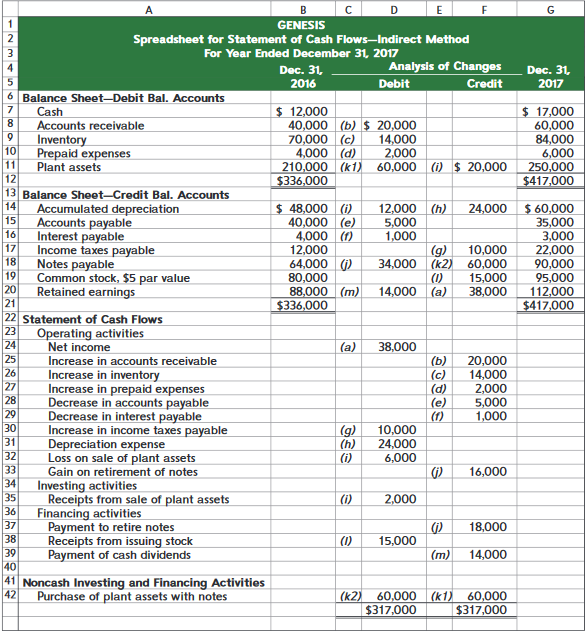 A B C D E F G
1 GENESIS
2 Spreadsheet for Statement of Cash Flows—Indirect Method
3 For Year Ended December 31, 2017
4 Dec. 31, Analysis of Changes Dec. 31,
5 2016 Debit Credit 2017
6 Balance Sheet—Debit Bal. Accounts
7 Cash $ 12,000 $ 17,000
8 Accounts receivable 40,000 (b) $ 20,000 60,000
9 Inventory 70,000 (c) 14,000 84,000
10 Prepaid expenses 4,000 (d) 2,000 6,000
11 Plant assets 210,000 (k1) 60,000 (i) $ 20,000 250,000
12 $336,000 $417,000
13 Balance Sheet—Credit Bal. Accounts
14 Accumulated depreciation $ 48,000 (i) 12,000 (h) 24,000 $ 60,000
15 Accounts payable 40,000 (e) 5,000 35,000
16 Interest payable 4,000 (f) 1,000 3,000
17 Income taxes payable 12,000 (g) 10,000 22,000
18 Notes payable 64,000 (j) 34,000 (k2) 60,000 90,000
19 Common stock, $5 par value 80,000 (l) 15,000 95,000
20 Retained earnings 88,000 (m) 14,000 (a) 38,000 112,000
21 $336,000 $417,000
22 Statement of Cash Flows
23 Operating activities
24 Net income (a) 38,000
25 Increase in accounts receivable (b) 20,000
26 Increase in inventory (c) 14,000
27 Increase in prepaid expenses (d) 2,000
28 Decrease in accounts payable (e) 5,000
29 Decrease in interest payable (f) 1,000
30 Increase in income taxes payable (g) 10,000
31 Depreciation expense (h) 24,000
32 Loss on sale of plant assets (i) 6,000
33 Gain on retirement of notes (j) 16,000
34 Investing activities
35 Receipts from sale of plant assets (i) 2,000
36 Financing activities
37 Payment to retire notes (j) 18,000
38 Receipts from issuing stock (l) 15,000
39 Payment of cash dividends (m) 14,000
40
41 Noncash Investing and Financing Activities
42 Purchase of plant assets with notes (k2) 60,000 (k1) 60,000
$317,000 $317,000